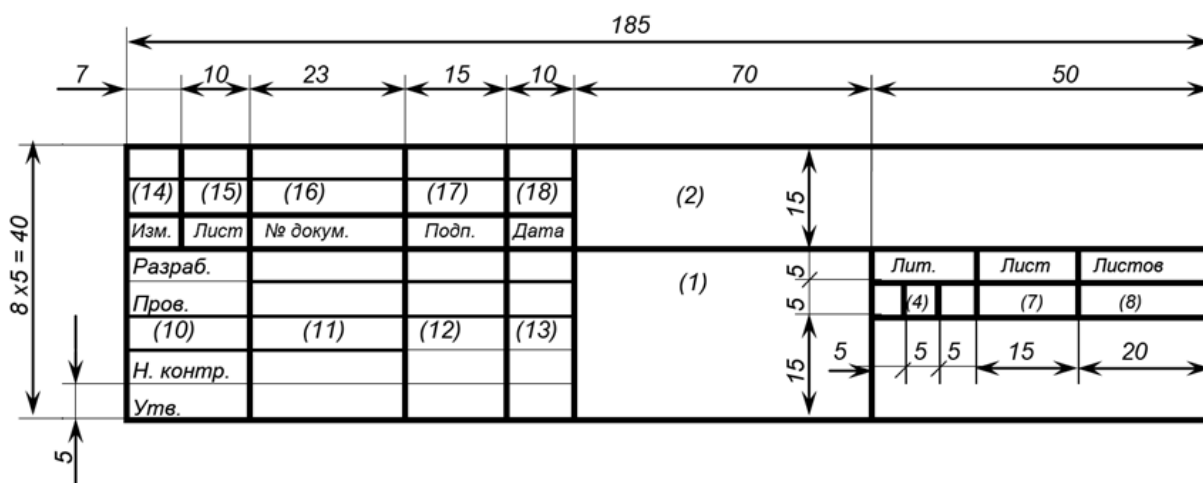 185
7 10 23 15 10 70 50
(14) (15) (16) (17) (18) (2) 15
Изм. Лист № докум. Подп. Дата
8 x5 = 40
Разраб. (1) 5 Лит. Лист Листов
Пров. 5 (4) (7) (8)
(10) (11) (12) (13)
15 5 5 5 15 20
Н. контр.
Утв.
5